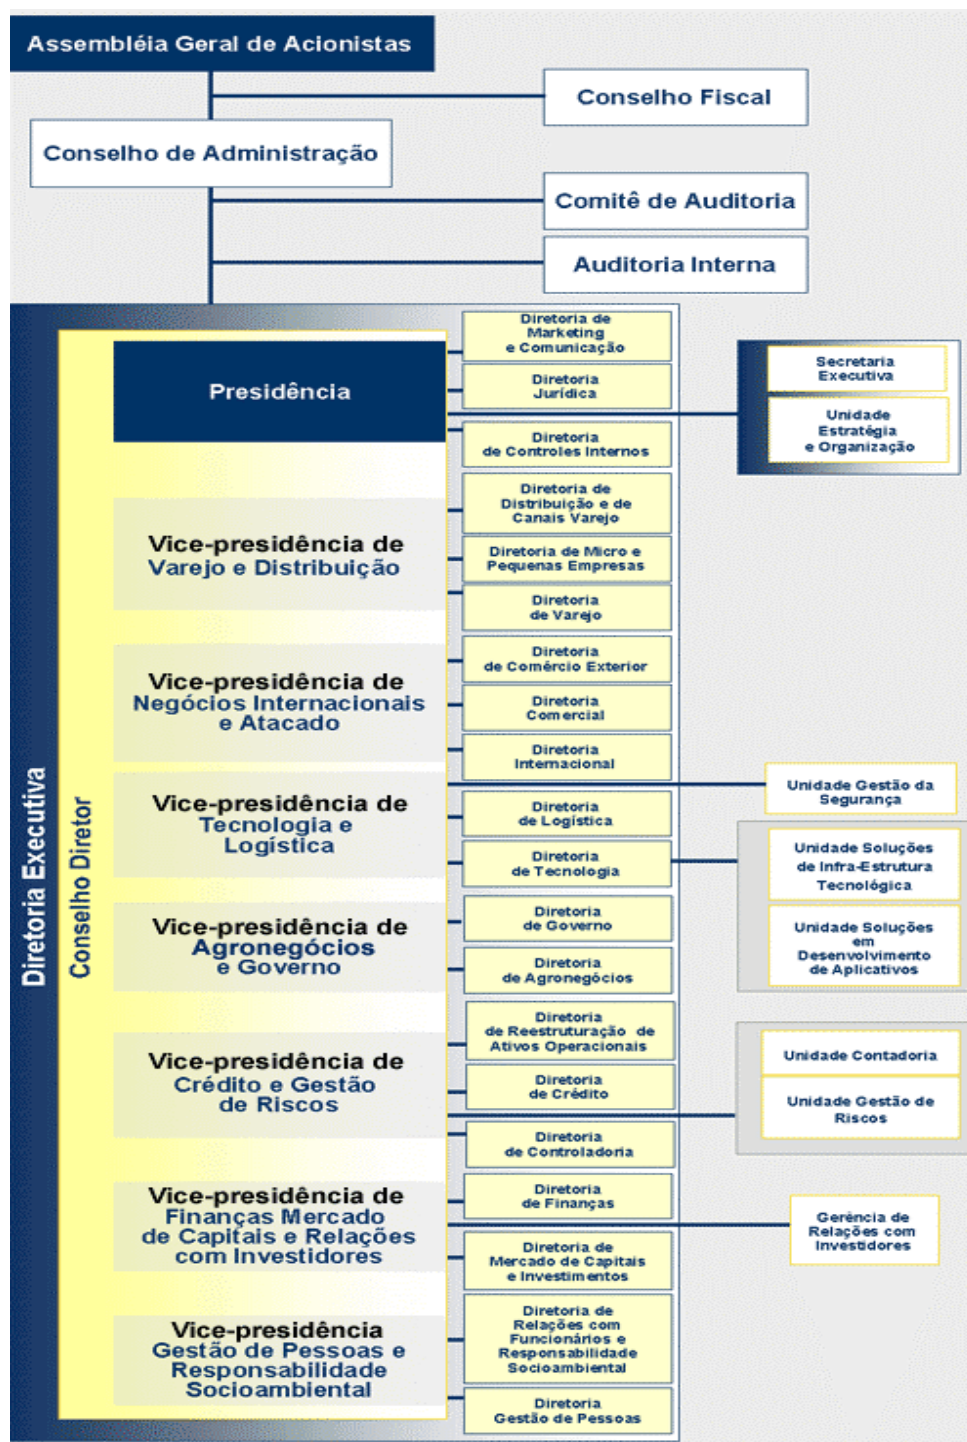 Assembléia Geral de Acionistas
Conselho Fiscal
Conselho de Administração
Comitê de Auditoria
Auditoria Interna
Diretoria Executiva
Conselho Diretor
Presidência
Diretoria de
Marketing
e Comunicação
Diretoria
Jurídica
Diretoria
de Controles Internos
Secretaria
Executiva
Unidade
Estratégia
e Organização
Vice-presidência de
Varejo e Distribuição
Diretoria de
Distribuição e de
Canais Varejo
Diretoria de Micro e
Pequenas Empresas
Diretoria
de Varejo
Vice-presidência de
Negócios Internacionais
e Atacado
Diretoria
de Comércio Exterior
Diretoria
Comercial
Diretoria
Internacional
Vice-presidência de
Tecnologia e
Logística
Diretoria
de Logística
Diretoria
de Tecnologia
Unidade Gestão da
Segurança
Unidade Soluções
de Infra-Estrutura
Tecnológica
Unidade Soluções
em
Desenvolvimento
de Aplicativos
Vice-presidência de
Agronegócios
e Governo
Diretoria
de Governo
Diretoria
de Agronegócios
Vice-presidência de
Crédito e Gestão
de Riscos
Diretoria
de Reestruturação de
Ativos Operacionais
Diretoria
de Crédito
Diretoria
de Controladoria
Unidade Contadoria
Unidade Gestão de
Riscos
Vice-presidência de
Finanças Mercado
de Capitais e Relações
com Investidores
Diretoria
de Finanças
Diretoria de
Mercado de Capitais
e Investimentos
Gerência de
Relações com
Investidores
Vice-presidência
Gestão de Pessoas e
Responsabilidade
Socioambiental
Diretoria de
Relações com
Funcionários e
Responsabilidade
Socioambiental
Diretoria
Gestão de Pessoas